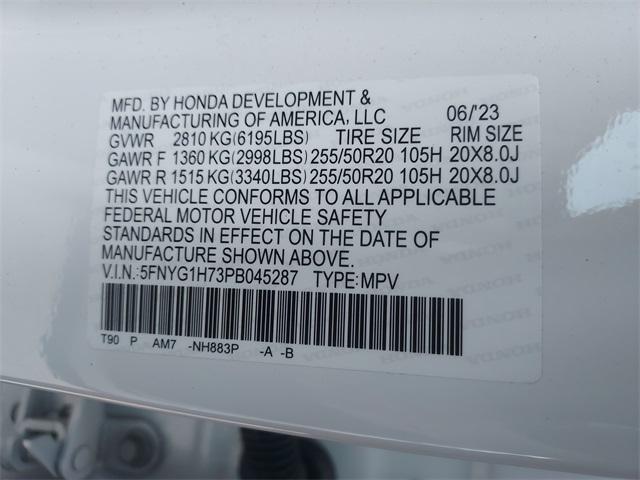 MFD. BY HONDA DEVELOPMENT &
MANUFACTURING OF AMERICA, LLC 06/'23
GVWR 2810 KG(6195LBS) TIRE SIZE RIM SIZE
GAWR F 1360 KG(2998LBS) 255/50R20 105H 20X8.0J
GAWR R 1515 KG(3340LBS) 255/50R20 105H 20X8.0J
THIS VEHICLE CONFORMS TO ALL APPLICABLE
FEDERAL MOTOR VEHICLE SAFETY
STANDARDS IN EFFECT ON THE DATE OF
MANUFACTURE SHOWN ABOVE.
V.I.N.:5FNYG1H73PB045287 TYPE:MPV
T90 P AM7 -NH883P -A -B
HONDA